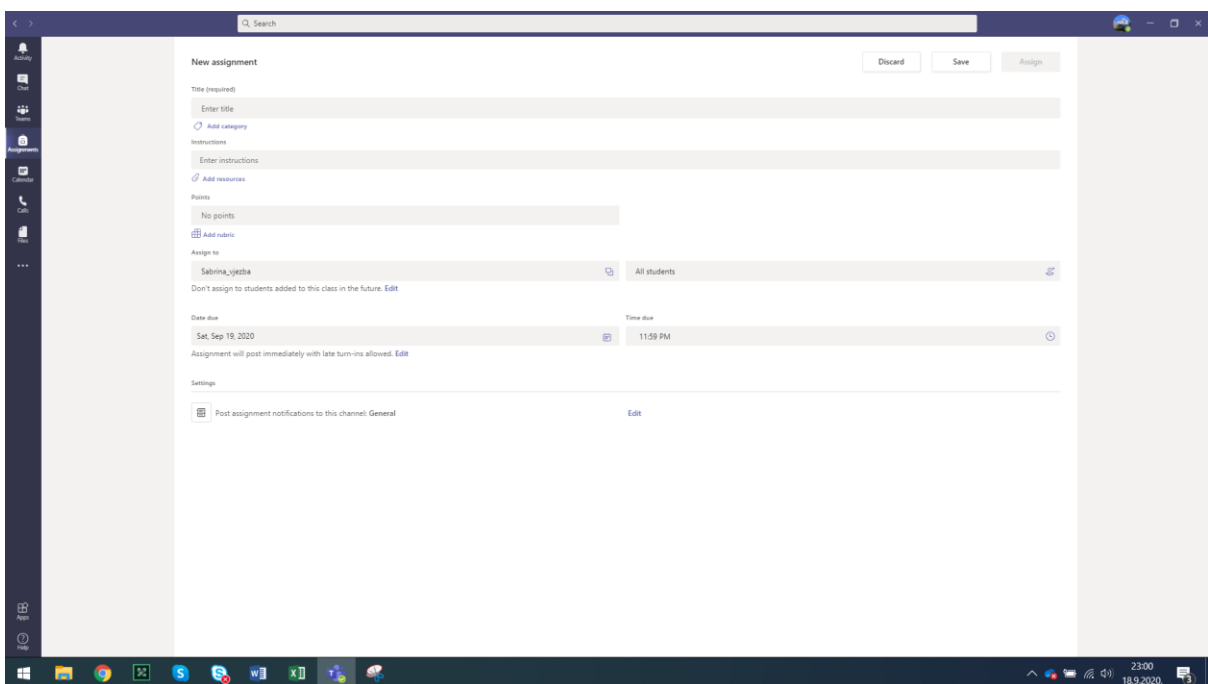 Search
Activity
Chat
Teams
Assignments
Calendar
Calls
Files
Apps
Help
New assignment
Discard
Save
Assign
Title (required)
Enter title
Add category
Instructions
Enter instructions
Add resources
Points
No points
Add rubric
Assign to
Sabrina_vjezba
All students
Don't assign to students added to this class in the future. Edit
Date due
Time due
Sat, Sep 19, 2020
11:59 PM
Assignment will post immediately with late turn-ins allowed. Edit
Settings
Post assignment notifications to this channel: General
Edit
23:00
18.9.2020.
3